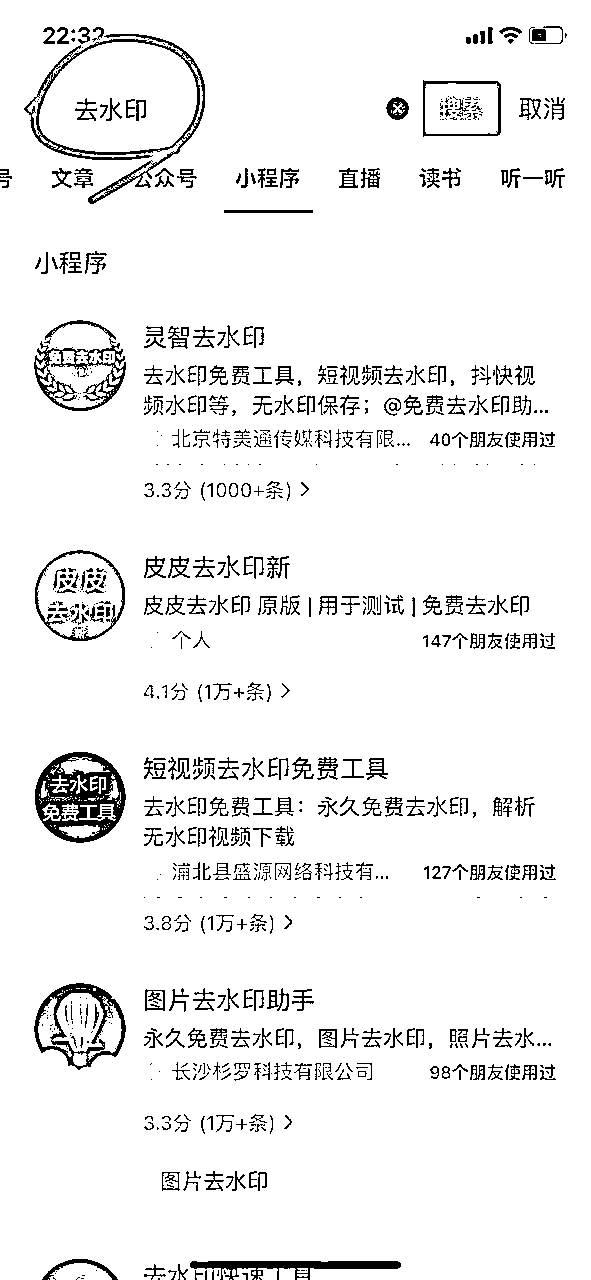 22:32
去水印
搜索 取消
号 文章 公众号 小程序 直播 读书 听一听
小程序
免费去水印
灵智去水印
去水印免费工具，短视频去水印，抖快视
频水印等，无水印保存；@免费去水印助...
北京特美通传媒科技有限... 40个朋友使用过
3.3分 (1000+条) >
皮皮
去水印
新
皮皆去水印新
皮皮去水印 原版 | 用于测试 | 免费去水印
个人 147个朋友使用过
4.1分 (1万+条) >
去水印
免费工具
短视频去水印免费工具
去水印免费工具：永久免费去水印，解析
无水印视频下载
浦北县盛源网络科技有... 127个朋友使用过
3.8分 (1万+条) >
图片去水印助手
永久免费去水印，图片去水印，照片去水...
长沙杉罗科技有限公司 98个朋友使用过
3.3分 (1万+条) >
图片去水印
去水印快速工具